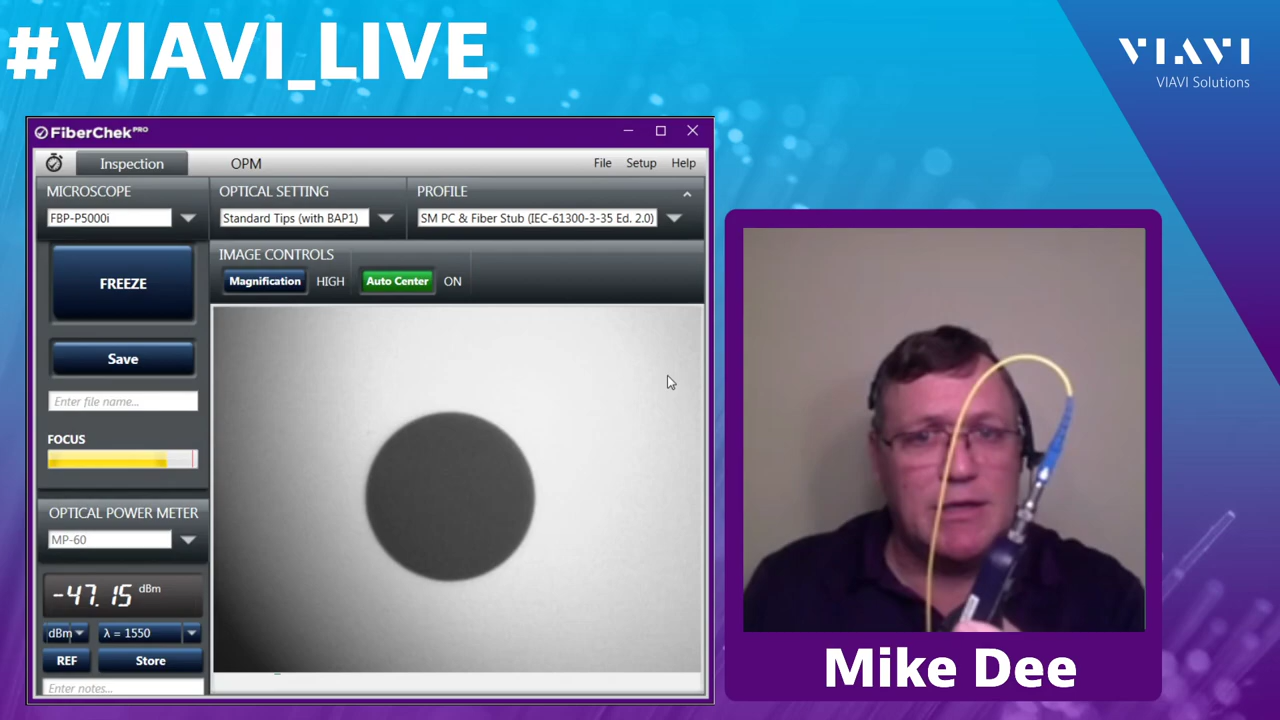 #VIAVI_LIVE
VIAVI
VIAVI Solutions
FiberChek PRO
Inspection
OPM
File
Setup
Help
MICROSCOPE
OPTICAL SETTING
PROFILE
FBP-P5000i
Standard Tips (with BAP1)
SM PC & Fiber Stub (IEC-61300-3-35 Ed. 2.0)
IMAGE CONTROLS
Magnification
HIGH
Auto Center
ON
FREEZE
Save
Enter file name...
FOCUS
OPTICAL POWER METER
MP-60
-47.15 dBm
dBm
λ = 1550
REF
Store
Enter notes...
Mike Dee